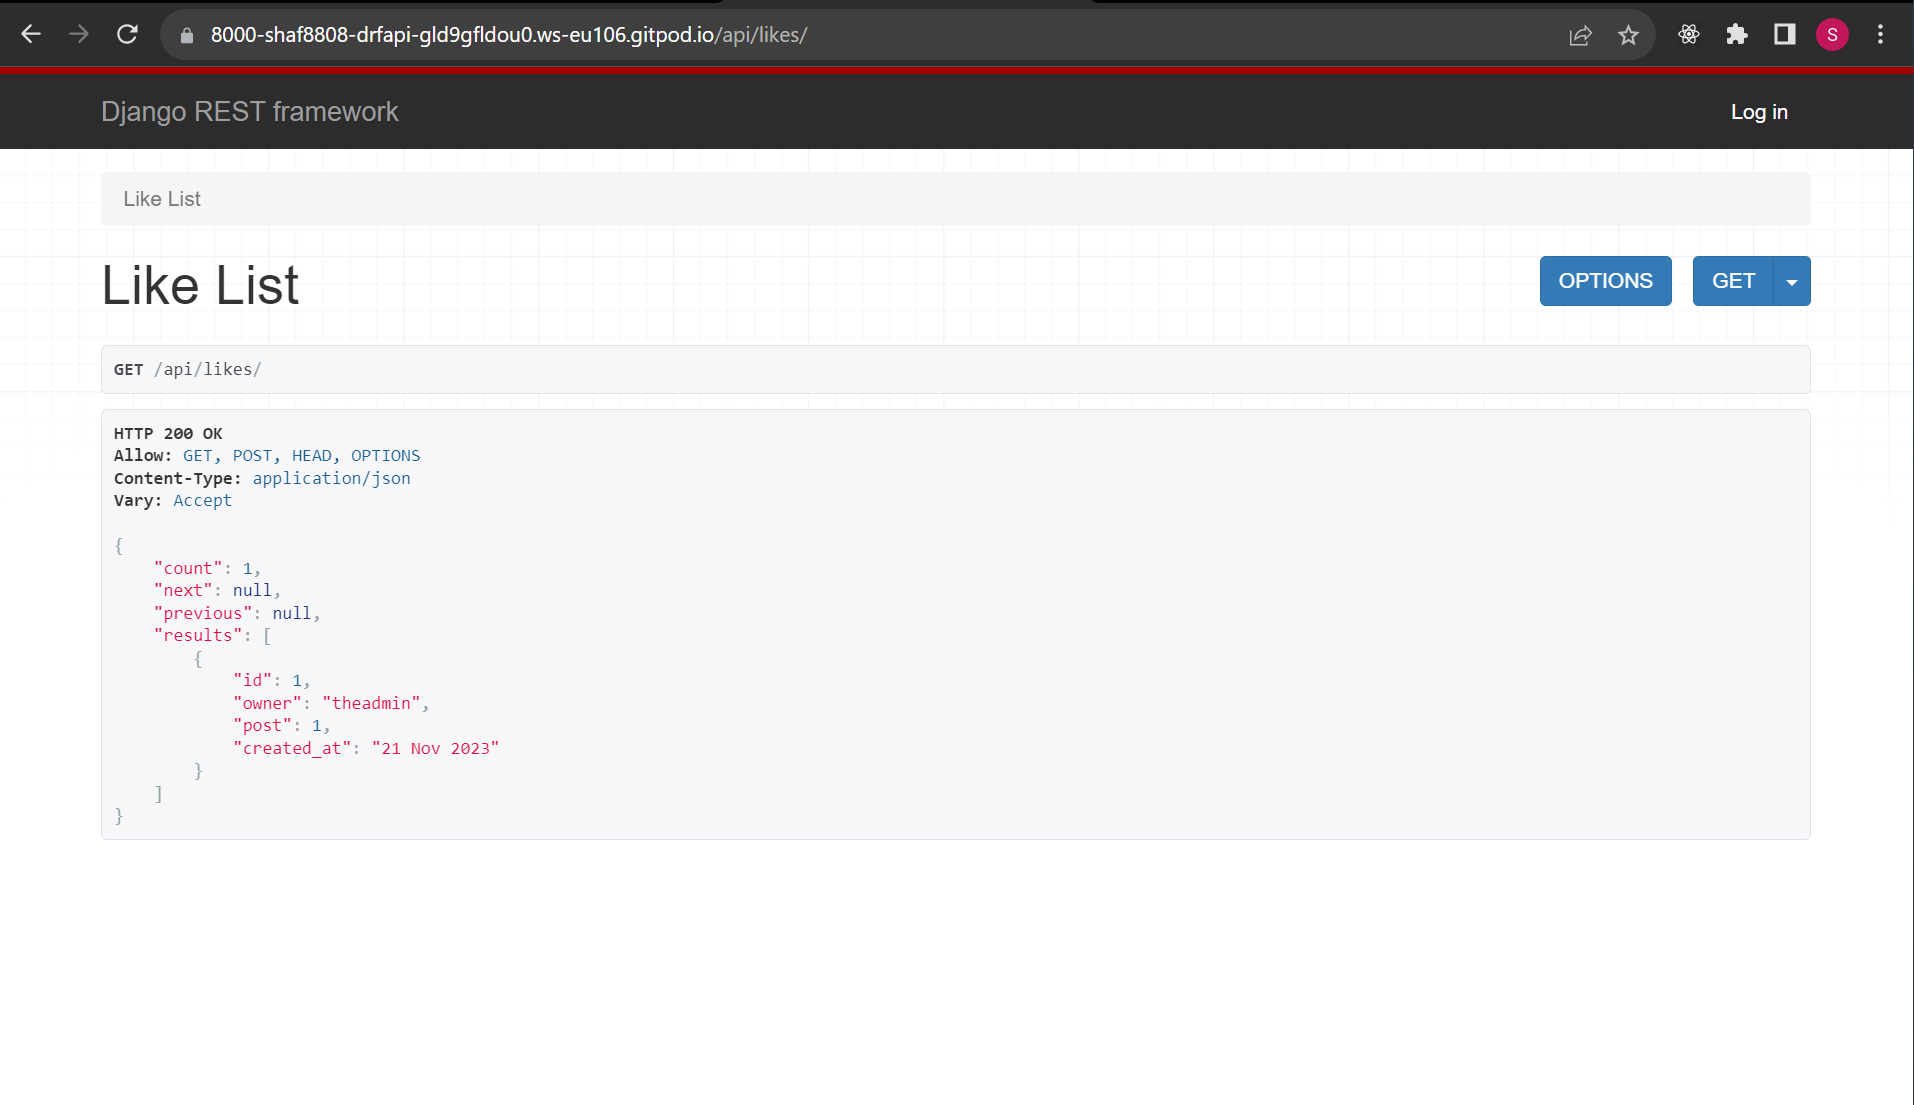 8000-shaf8808-drfapi-gld9gfldou0.ws-eu106.gitpod.io/api/likes/
S
Django REST framework
Log in
Like List
Like List
OPTIONS
GET
GET /api/likes/
HTTP 200 OK
Allow: GET, POST, HEAD, OPTIONS
Content-Type: application/json
Vary: Accept
{
    "count": 1,
    "next": null,
    "previous": null,
    "results": [
        {
            "id": 1,
            "owner": "theadmin",
            "post": 1,
            "created_at": "21 Nov 2023"
        }
    ]
}